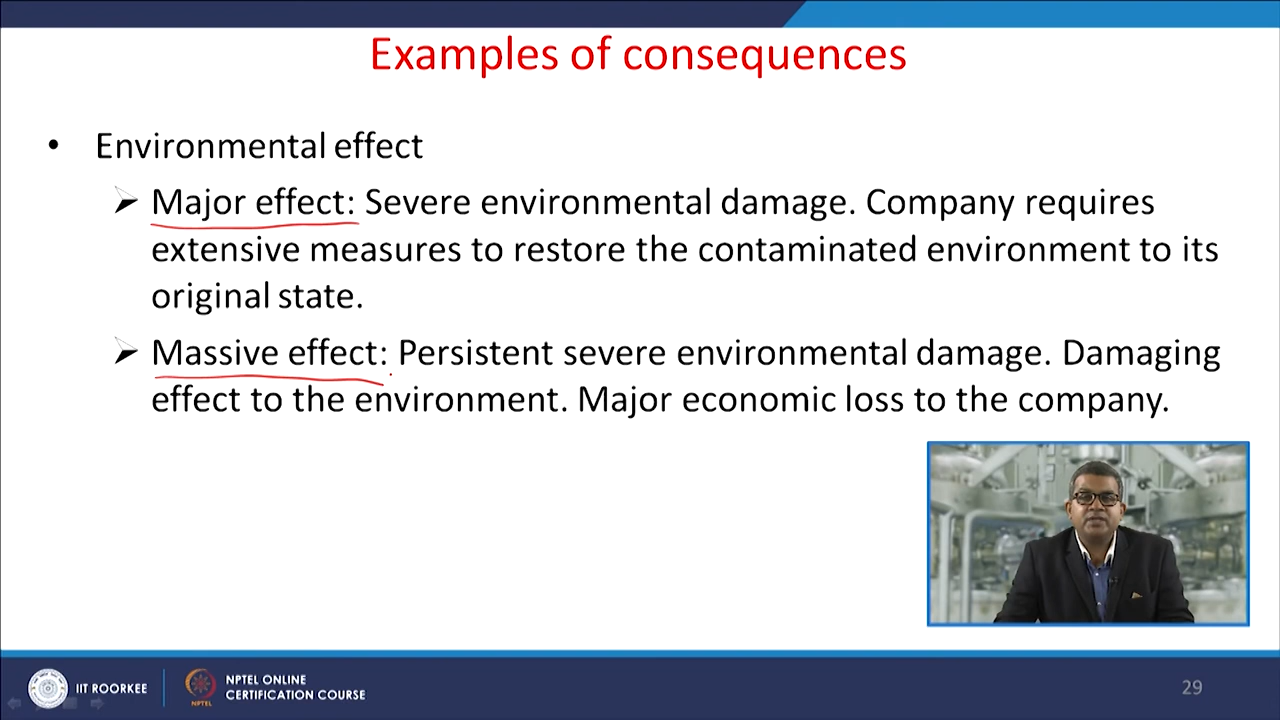 Examples of consequences
• Environmental effect
➢ Major effect: Severe environmental damage. Company requires
extensive measures to restore the contaminated environment to its
original state.
➢ Massive effect: Persistent severe environmental damage. Damaging
effect to the environment. Major economic loss to the company.
IIT ROORKEE
NPTEL
NPTEL ONLINE
CERTIFICATION COURSE
29